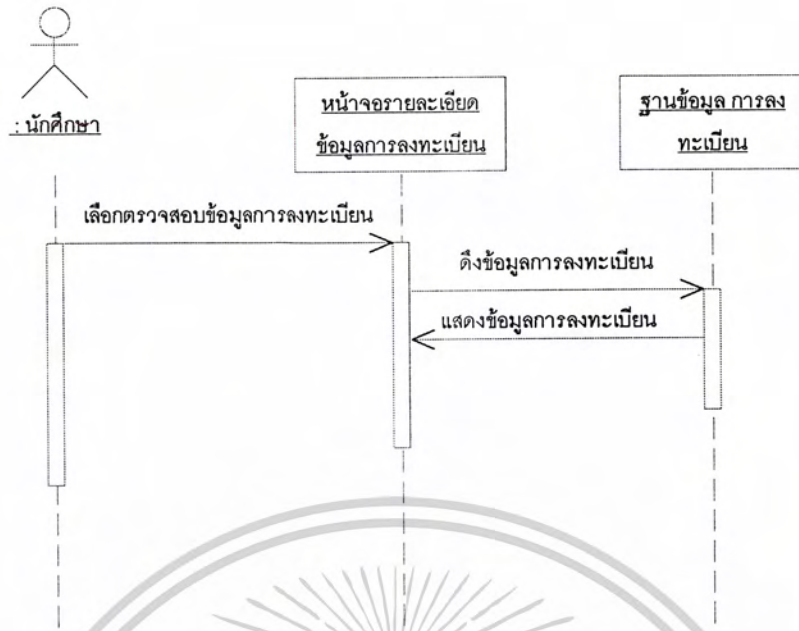 : นักศึกษา
หน้าจอรายละเอียด
ข้อมูลการลงทะเบียน
ฐานข้อมูล การลง
ทะเบียน
เลือกตรวจสอบข้อมูลการลงทะเบียน
ดึงข้อมูลการลงทะเบียน
แสดงข้อมูลการลงทะเบียน